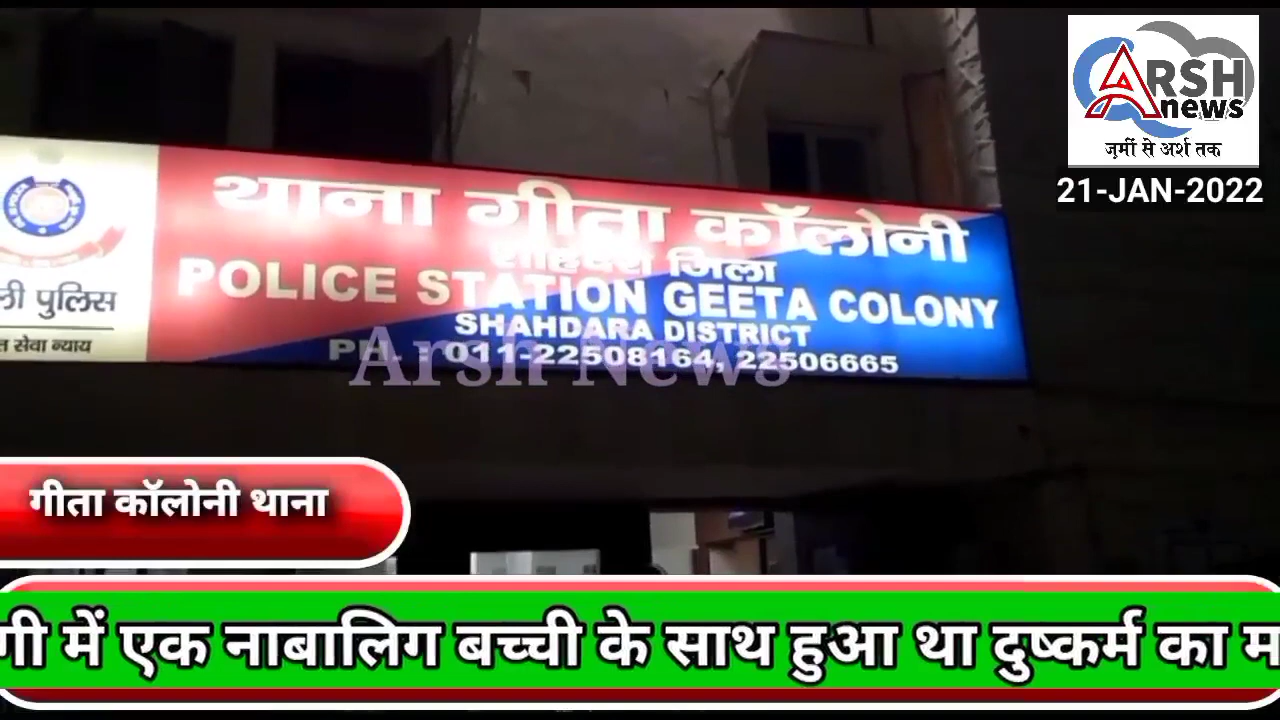 ARSH
news
ज़मीं से अर्श तक
21-JAN-2022
थाना गीता कॉलोनी
शाहदरा जिला
POLICE STATION GEETA COLONY
SHAHDARA DISTRICT
PH. : 011-22508164, 22506665
ली पुलिस
सेवा न्याय
Arsh News
गीता कॉलोनी थाना
गी में एक नाबालिग बच्ची के साथ हुआ था दुष्कर्म का म